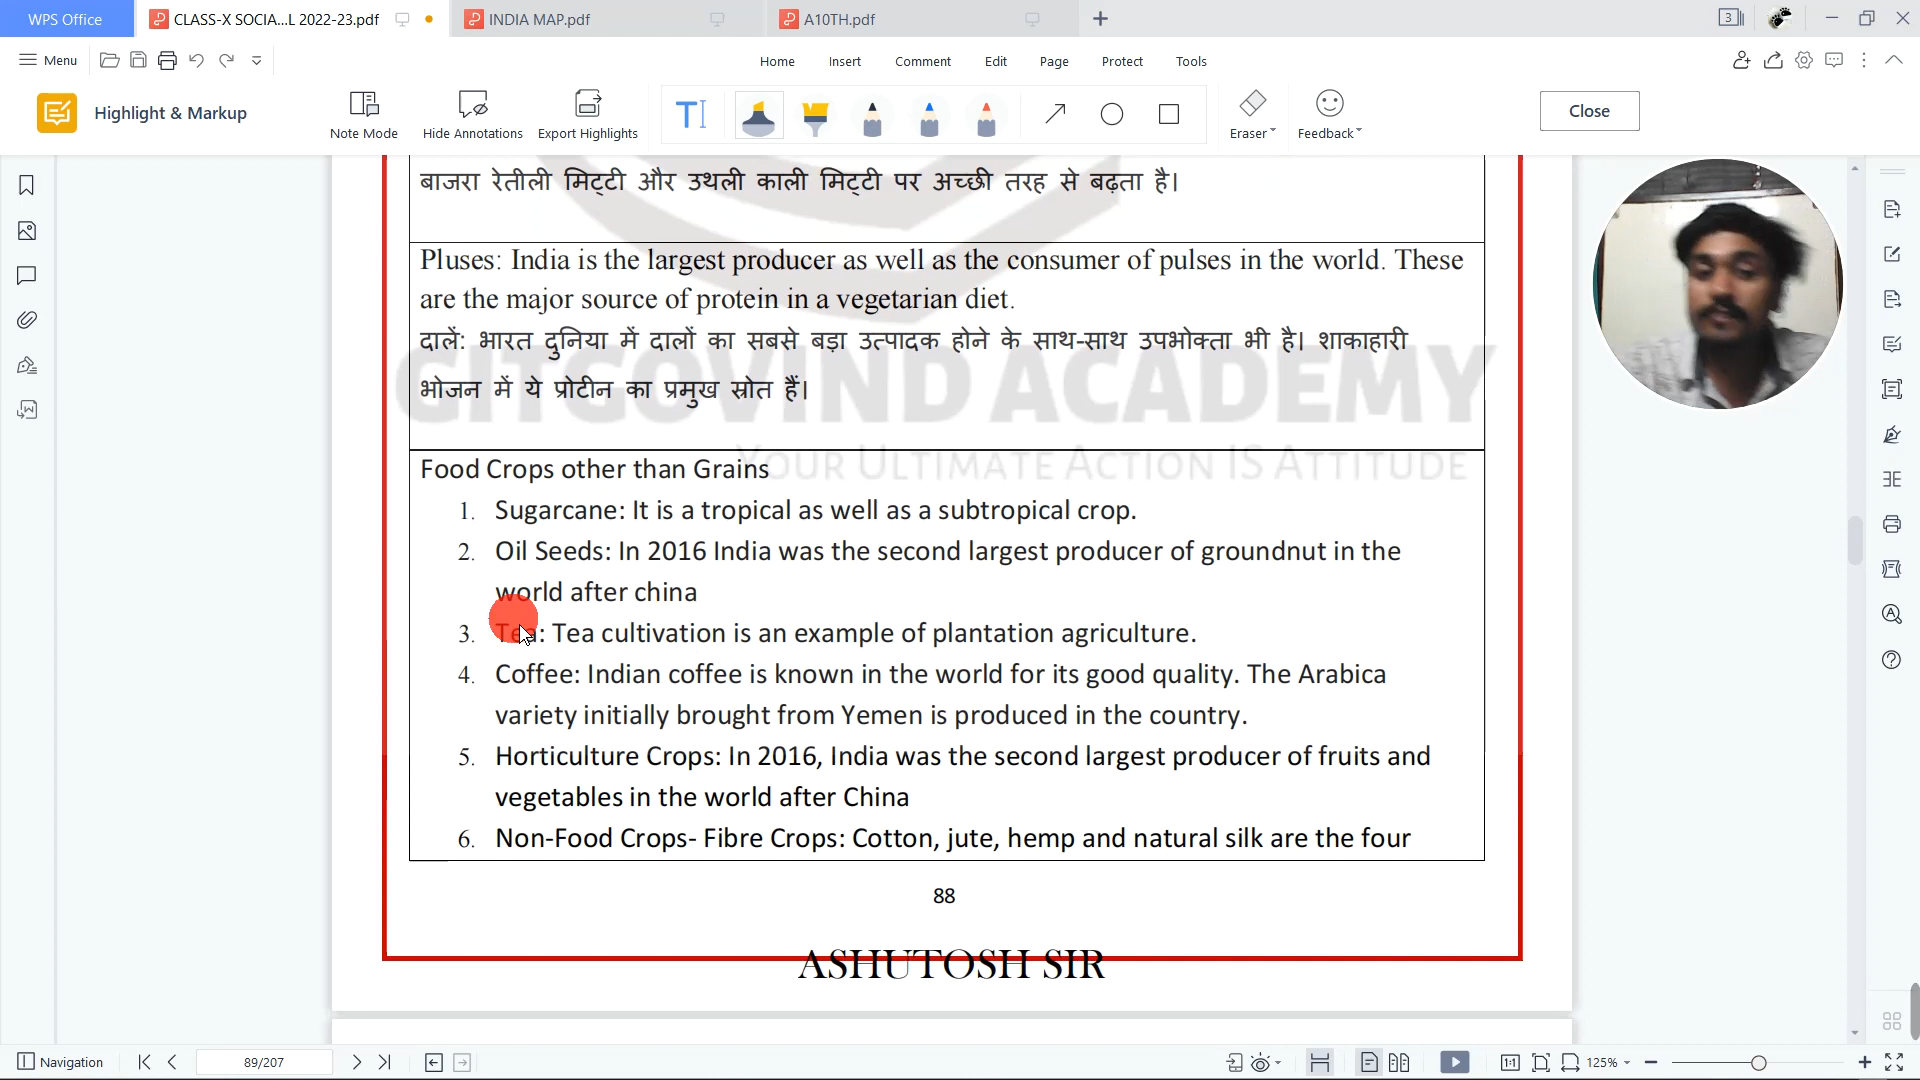 WPS Office
CLASS-X SOCIA...L 2022-23.pdf
INDIA MAP.pdf
A10TH.pdf
3
Menu
Home
Insert
Comment
Edit
Page
Protect
Tools
Highlight & Markup
Note Mode
Hide Annotations
Export Highlights
Eraser
Feedback
Close
बाजरा रेतीली मिट्टी और उथली काली मिट्टी पर अच्छी तरह से बढ़ता है।
Pluses: India is the largest producer as well as the consumer of pulses in the world. These
are the major source of protein in a vegetarian diet.
दालें: भारत दुनिया में दालों का सबसे बड़ा उत्पादक होने के साथ-साथ उपभोक्ता भी है। शाकाहारी
GITGOVIND ACADEMY
भोजन में ये प्रोटीन का प्रमुख स्रोत हैं।
YOUR ULTIMATE ACTION IS ATTITUDE
Food Crops other than Grains
1. Sugarcane: It is a tropical as well as a subtropical crop.
2. Oil Seeds: In 2016 India was the second largest producer of groundnut in the
world after china
3. Tea: Tea cultivation is an example of plantation agriculture.
4. Coffee: Indian coffee is known in the world for its good quality. The Arabica
variety initially brought from Yemen is produced in the country.
5. Horticulture Crops: In 2016, India was the second largest producer of fruits and
vegetables in the world after China
6. Non-Food Crops- Fibre Crops: Cotton, jute, hemp and natural silk are the four
88
ASHUTOSH SIR
Navigation
89/207
1:1
125%